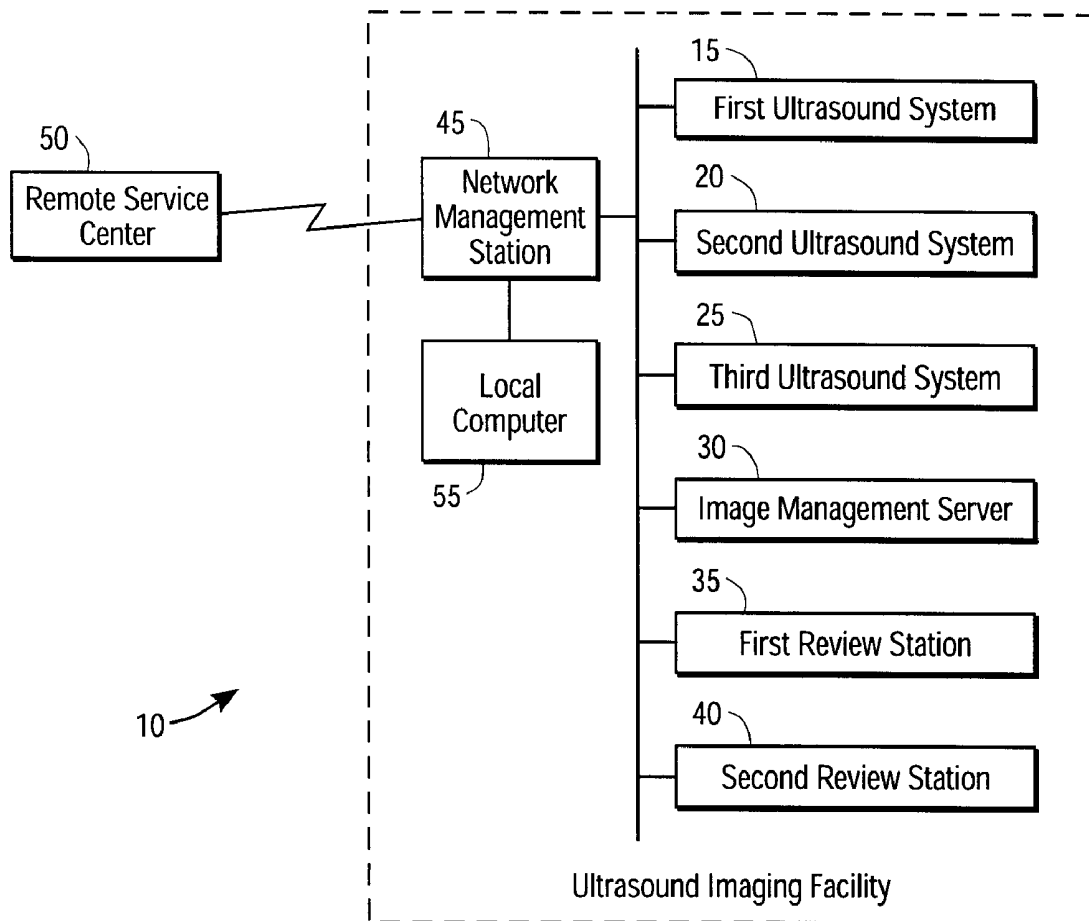 15
First Ultrasound System
50
45
Remote Service
Center
Network
Management
Station
20
Second Ultrasound System
25
Third Ultrasound System
Local
Computer
55
30
Image Management Server
35
First Review Station
10
40
Second Review Station
Ultrasound Imaging Facility